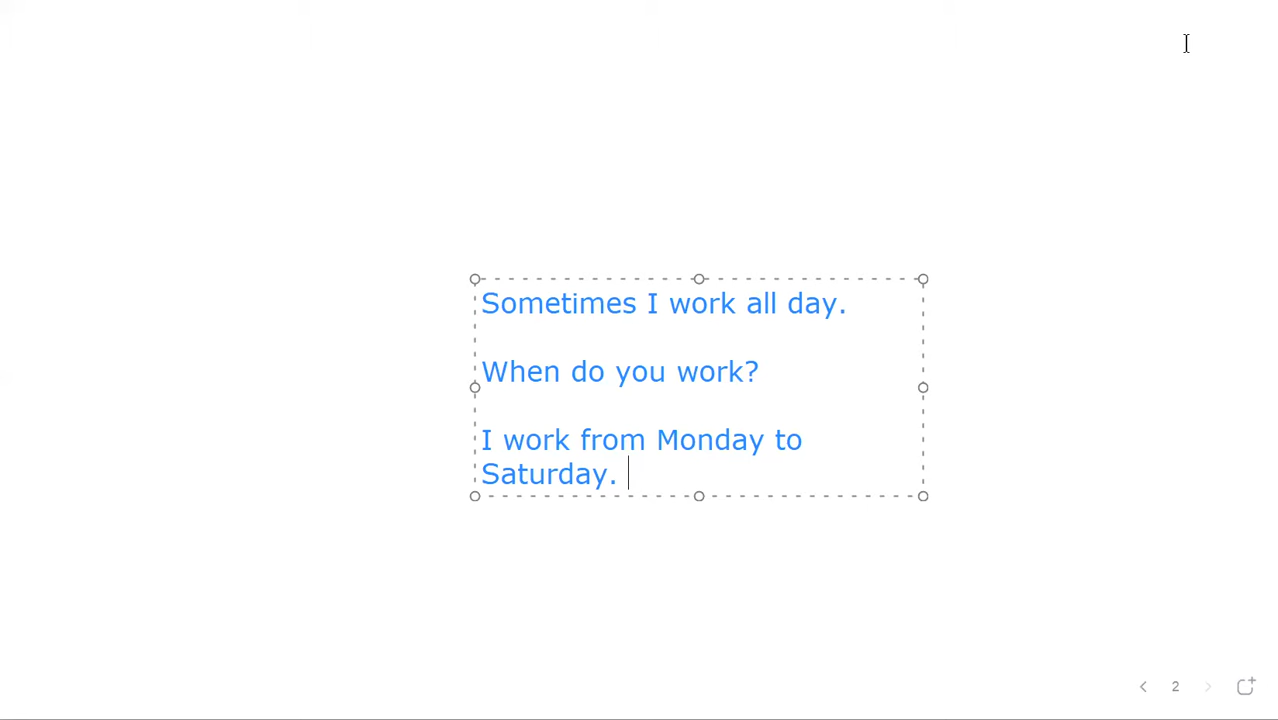 Sometimes I work all day.
When do you work?
I work from Monday to
Saturday.
2